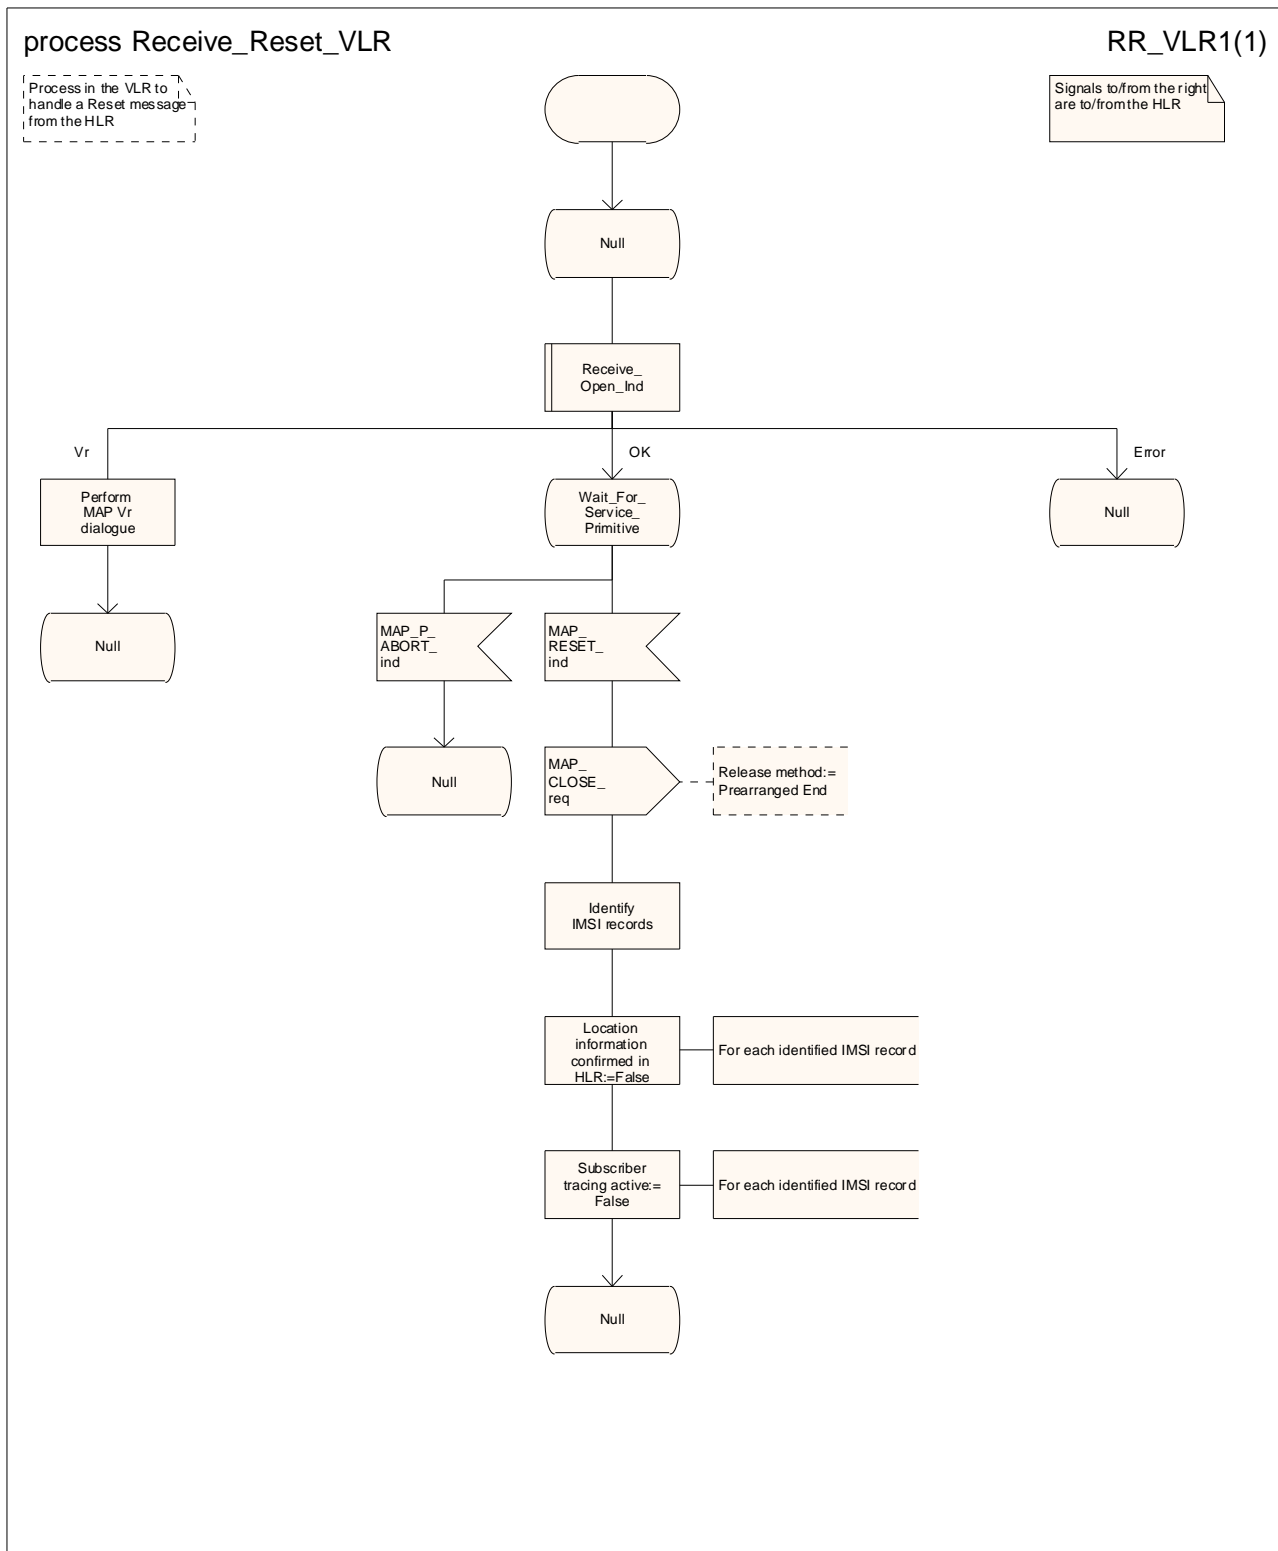 process Receive_Reset_VLR
RR_VLR1(1)
Process in the VLR to
handle a Reset message
from the HLR
Signals to/from the right
are to/from the HLR
Null
Receive_
Open_Ind
Vr
OK
Error
Perform
MAP Vr
dialogue
Wait_For_
Service_
Primitive
Null
Null
MAP_P_
ABORT_
ind
MAP_
RESET_
ind
Null
MAP_
CLOSE_
req
Release method:=
Prearranged End
Identify
IMSI records
Location
information
confirmed in
HLR:=False
For each identified IMSI record
Subscriber
tracing active:=
False
For each identified IMSI record
Null